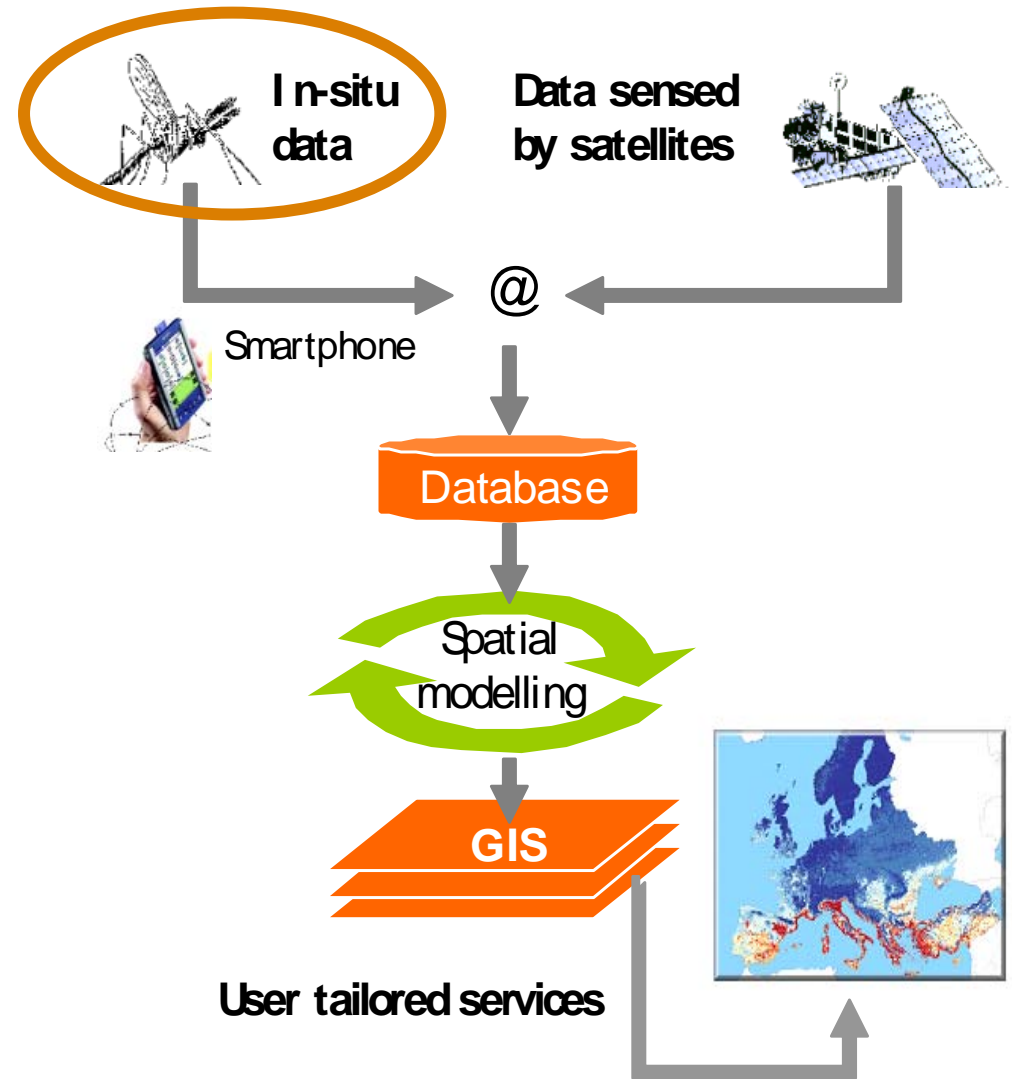 In-situ
data
Data sensed
by satellites
@
Smartphone
Database
Spatial
modelling
GIS
User tailored services